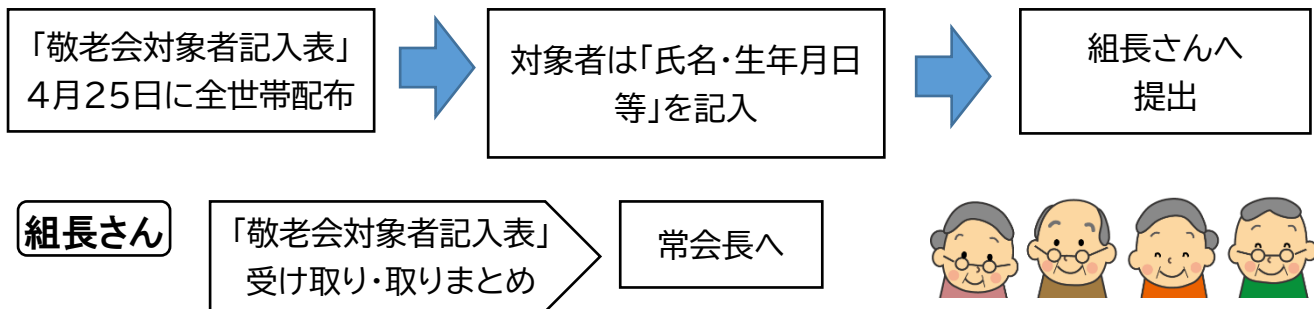 「敬老会対象者記入表」
4月25日に全世帯配布
対象者は「氏名・生年月日
等」を記入
組長さんへ
提出
組長さん
「敬老会対象者記入表」
受け取り・取りまとめ
常会長へ